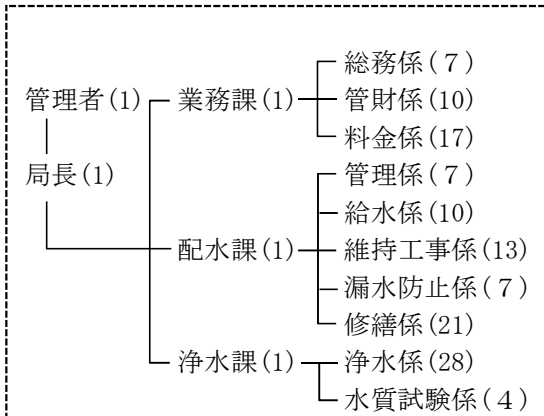 総務係(７)
管理者(1)
業務課(1)
管財係(10)
料金係(17)
局長(1)
管理係(７)
給水係(10)
配水課(1)
維持工事係(13)
漏水防止係(７)
修繕係(21)
浄水課(1)
浄水係(28)
水質試験係(４)